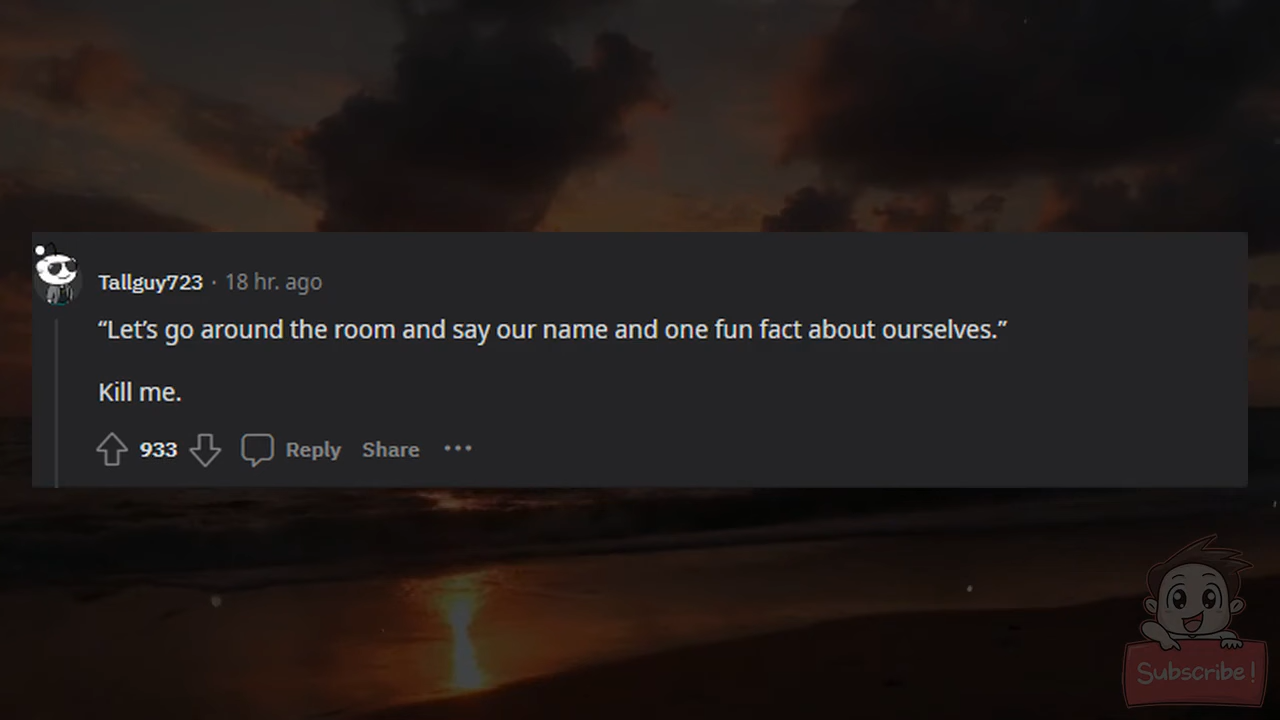 Tallguy723 · 18 hr. ago
“Let’s go around the room and say our name and one fun fact about ourselves.”
Kill me.
933 Reply Share ···
Subscribe!